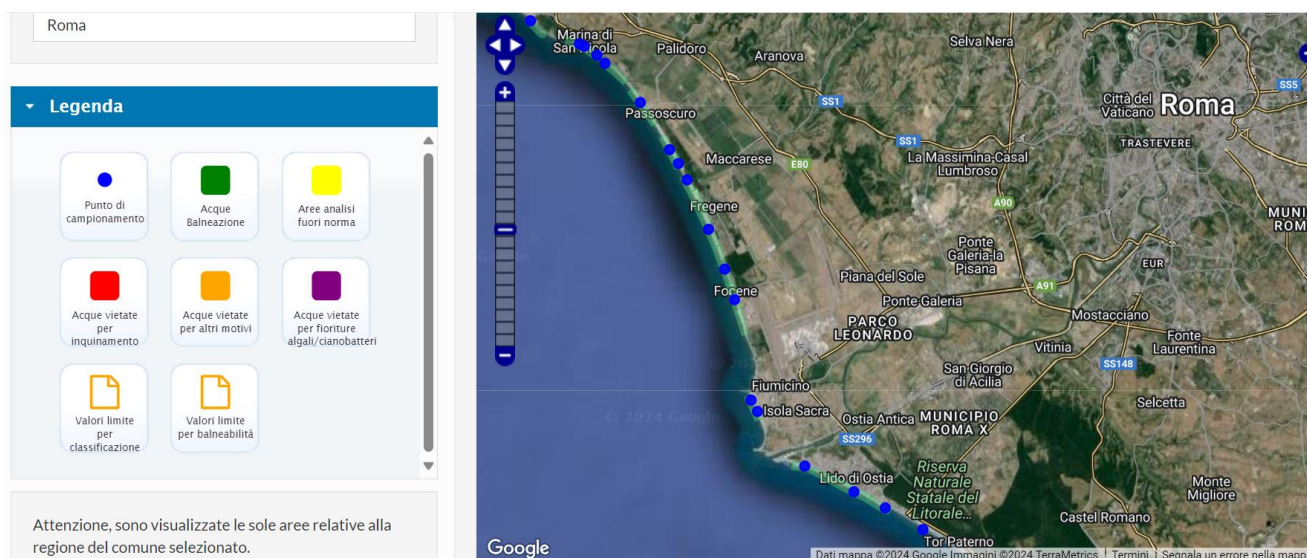 Roma
Legenda
Punto di
campionamento
Acque
Balneazione
Aree analisi
fuori norma
Acque vietate
per
inquinamento
Acque vietate
per altri motivi
Acque vietate
per fioriture
algali/cianobatteri
Valori limite
per
classificazione
Valori limite
per balneabilità
Attenzione, sono visualizzate le sole aree relative alla
regione del comune selezionato.
Marina di
San Nicola
Palidoro
Aranova
Selva Nera
SS5
Città del
Vaticano
Roma
SS1
Passoscuro
TRASTEVERE
SS1
Maccarese
E80
La Massimina-Casal
Lumbroso
A90
Fregene
MUNI
ROM
Ponte
Galeria-la
Pisana
EUR
Piana del Sole
A91
Focene
Ponte Galeria
Mostacciano
PARCO
LEONARDO
Vitinia
Fonte
Laurentina
SS148
San Giorgio
di Acilia
Fiumicino
Selcetta
Isola Sacra
Ostia Antica
MUNICIPIO
ROMA X
© 2024 Google
SS296
Lido di Ostia
Riserva
Naturale
Statale del
Litorale...
Monte
Migliore
Castel Romano
Tor Paterno
Google
Dati mappa ©2024 Google Immagini ©2024 TerraMetrics
Termini
Segnala un errore nella mapp